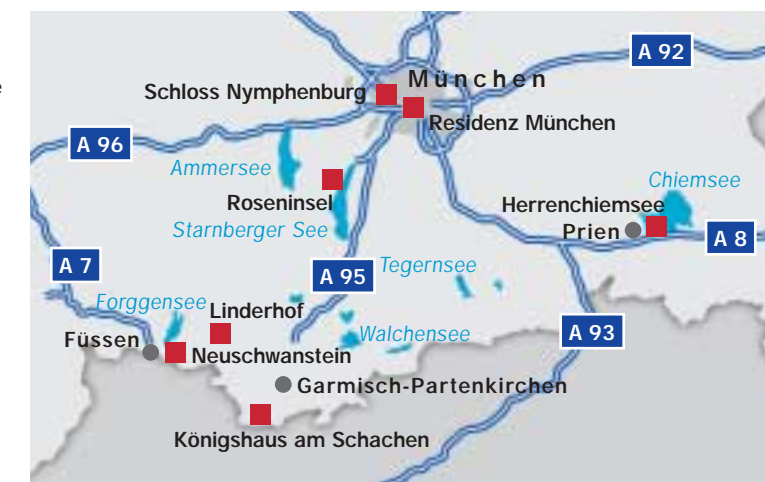 e
A 92
München
Schloss Nymphenburg
Residenz München
A 96
Ammersee
Chiemsee
Roseninsel
Herrenchiemsee
Starnberger See
Prien
A 8
A 7
A 95
Tegernsee
Forggensee
Linderhof
Füssen
Walchensee
A 93
Neuschwanstein
Garmisch-Partenkirchen
Königshaus am Schachen